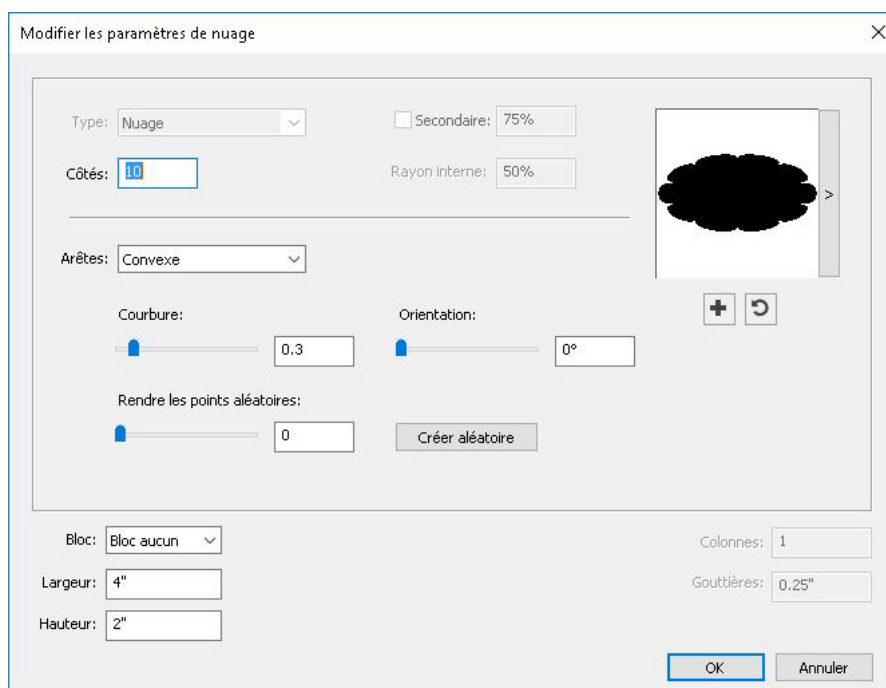 Modifier les paramètres de nuage
Type: Nuage
Secondaire: 75%
Côtés: 10
Rayon interne: 50%
>
Arêtes: Convexe
Courbure:
Orientation:
0.3
0°
Rendre les points aléatoires:
0
Créer aléatoire
Bloc: Bloc aucun
Colonnes: 1
Largeur: 4"
Gouttières: 0.25"
Hauteur: 2"
OK
Annuler